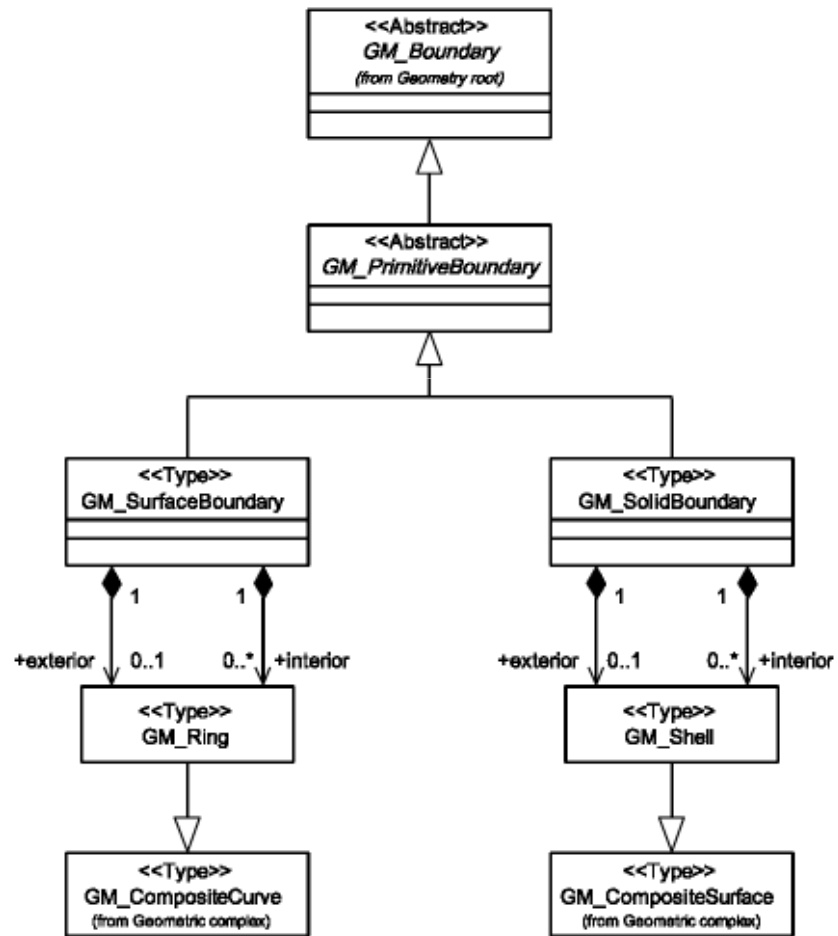 <<Abstract>>
GM_Boundary
(from Geometry root)
<<Abstract>>
GM_PrimitiveBoundary
<<Type>>
GM_SurfaceBoundary
<<Type>>
GM_SolidBoundary
1 1
1 1
+exterior 0..1 0..* +interior
+exterior 0..1 0..* +interior
<<Type>>
GM_Ring
<<Type>>
GM_Shell
<<Type>>
GM_CompositeCurve
(from Geometric complex)
<<Type>>
GM_CompositeSurface
(from Geometric complex)